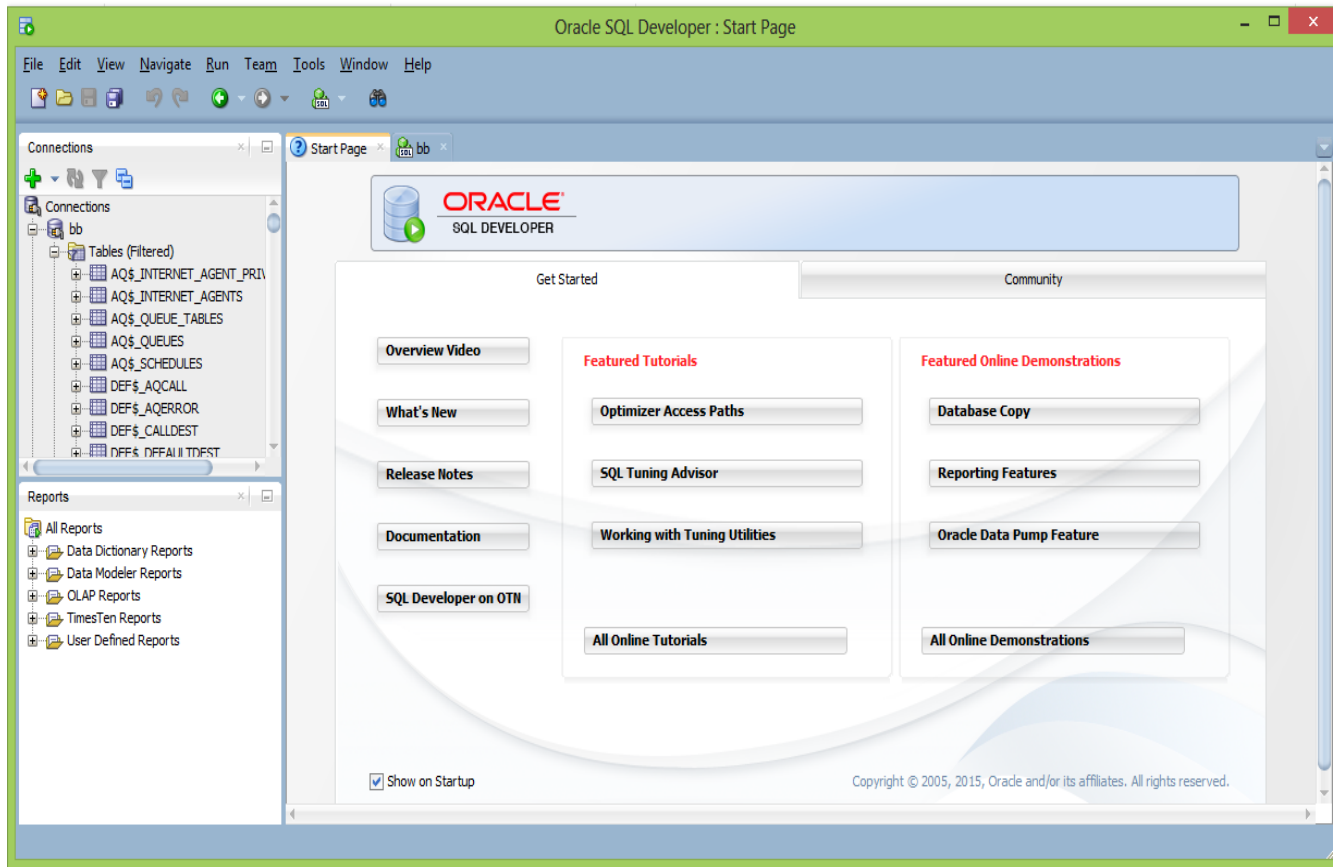 Oracle SQL Developer : Start Page
File Edit View Navigate Run Team Tools Window Help
Connections
Start Page
bb
Connections
bb
Tables (Filtered)
AQ$_INTERNET_AGENT_PRIV
AQ$_INTERNET_AGENTS
AQ$_QUEUE_TABLES
AQ$_QUEUES
AQ$_SCHEDULES
DEF$_AQCALL
DEF$_AQERROR
DEF$_CALLDEST
DEF$_DEFAULTDEST
Reports
All Reports
Data Dictionary Reports
Data Modeler Reports
OLAP Reports
TimesTen Reports
User Defined Reports
ORACLE
SQL DEVELOPER
Get Started
Community
Overview Video
What's New
Release Notes
Documentation
SQL Developer on OTN
Featured Tutorials
Optimizer Access Paths
SQL Tuning Advisor
Working with Tuning Utilities
All Online Tutorials
Featured Online Demonstrations
Database Copy
Reporting Features
Oracle Data Pump Feature
All Online Demonstrations
Show on Startup
Copyright © 2005, 2015, Oracle and/or its affiliates. All rights reserved.